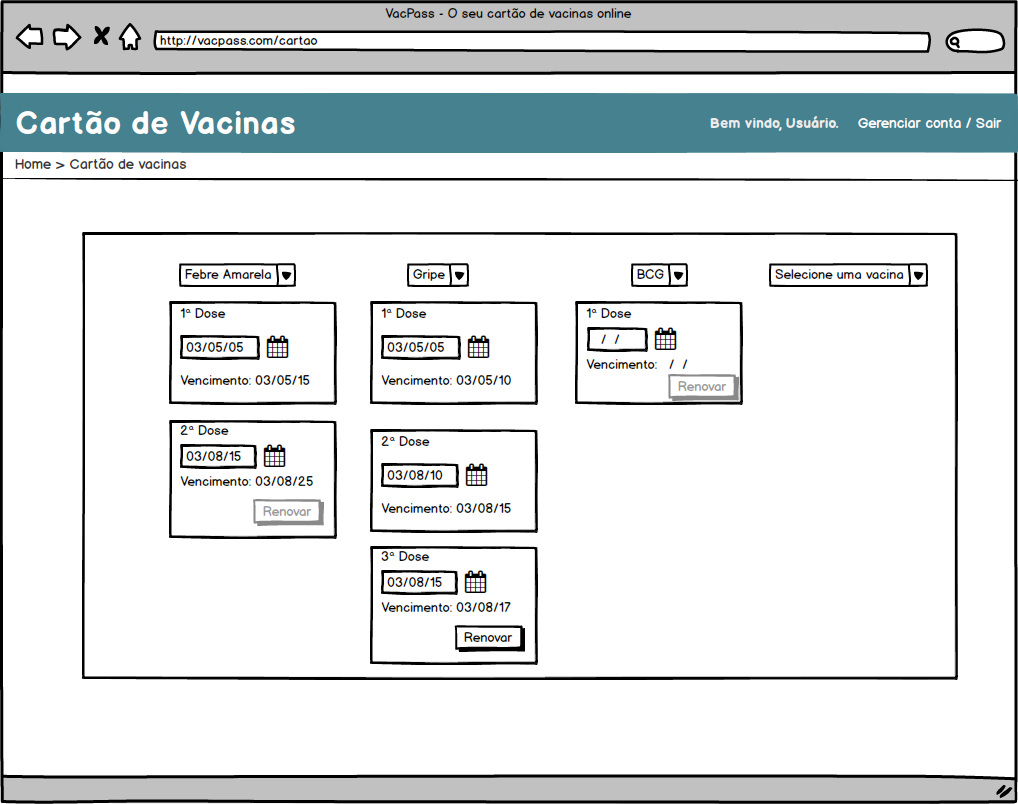 VacPass - O seu cartão de vacinas online
http://vacpass.com/cartao
Cartão de Vacinas
Bem vindo, Usuário.
Gerenciar conta / Sair
Home > Cartão de vacinas
Febre Amarela
1ª Dose
03/05/05
Vencimento: 03/05/15
2ª Dose
03/08/15
Vencimento: 03/08/25
Renovar
Gripe
1ª Dose
03/05/05
Vencimento: 03/05/10
2ª Dose
03/08/10
Vencimento: 03/08/15
3ª Dose
03/08/15
Vencimento: 03/08/17
Renovar
BCG
1ª Dose
/ /
Vencimento: / /
Renovar
Selecione uma vacina